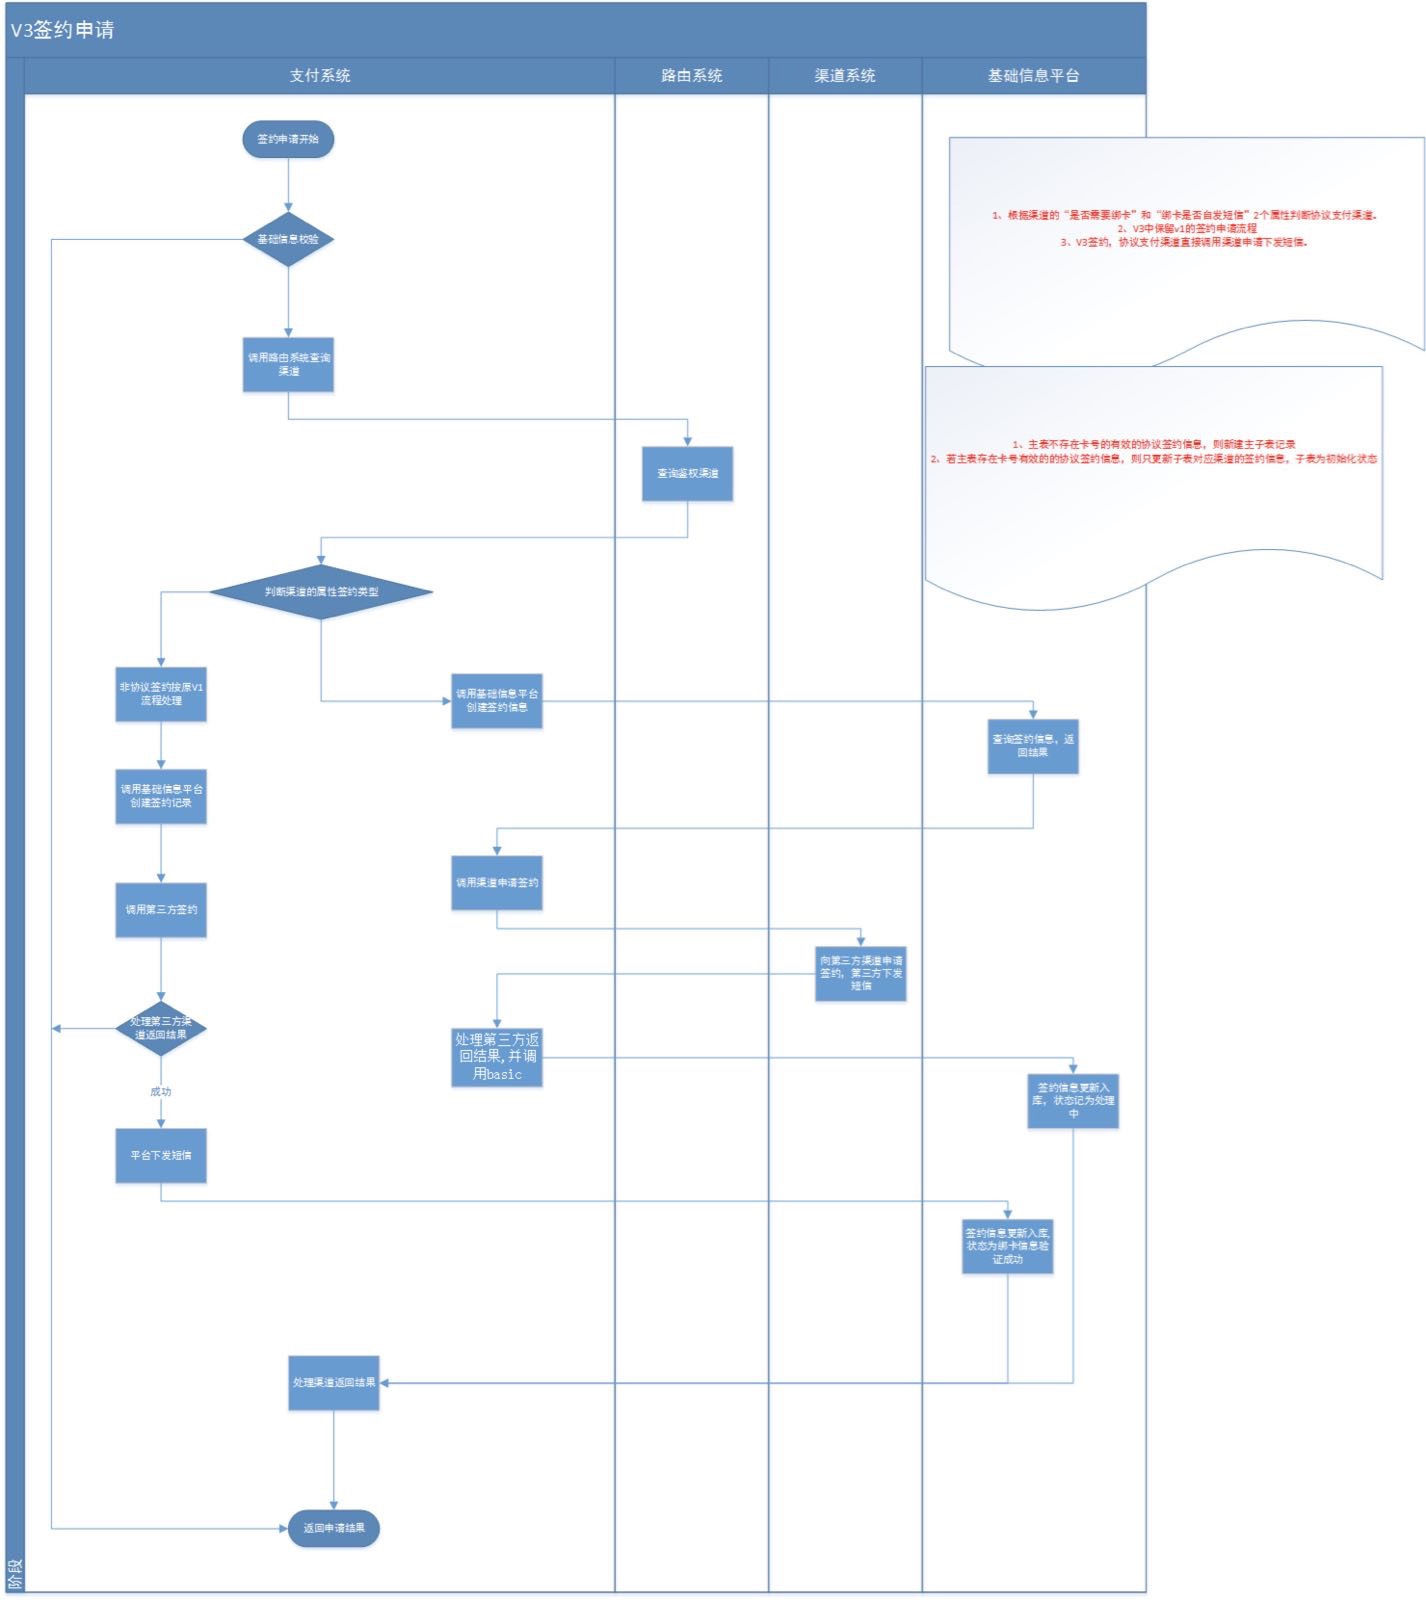 V3签约申请
支付系统
路由系统
渠道系统
基础信息平台
签约申请开始
1、根据渠道的“是否需要绑卡”和“绑卡是否自发短信”2个属性判断协议支付渠道。
2、V3中保留v1的签约申请流程
3、V3签约，协议支付渠道直接调用渠道申请下发短信。
基础信息校验
调用路由系统查询
渠道
1、主表不存在卡号的有效的协议签约信息，则新建主子表记录
2、若主表存在卡号有效的的协议签约信息，则只更新子表对应渠道的签约信息，子表为初始化状态
查询鉴权渠道
判断渠道的属性签约类型
非协议签约按原V1
流程处理
调用基础信息平台
创建签约信息
查询签约信息，返
回结果
调用基础信息平台
创建签约记录
调用渠道申请签约
调用第三方签约
向第三方渠道申请
签约，第三方下发
短信
处理第三方渠
道返回结果
处理第三方返
回结果,并调
用basic
签约信息更新入
库，状态记为处理
中
成功
平台下发短信
签约信息更新入库,
状态为绑卡信息验
证成功
处理渠道返回结果
返回申请结果
阶段